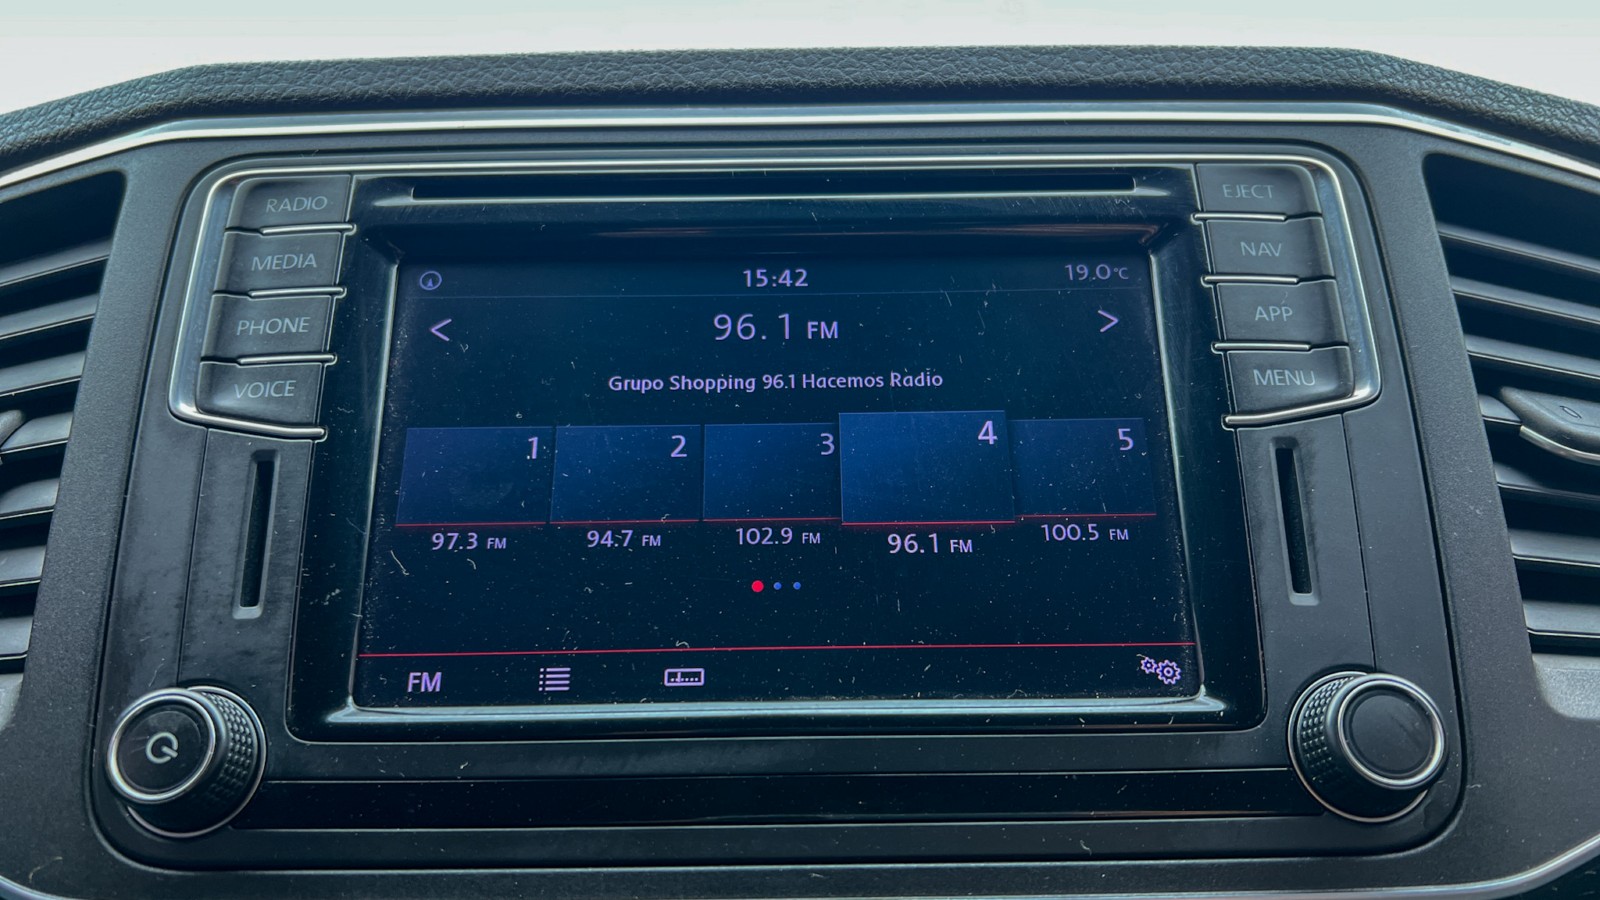 RADIO
MEDIA
PHONE
VOICE
EJECT
NAV
APP
MENU
15:42
19.0°C
< 96.1 FM >
Grupo Shopping 96.1 Hacemos Radio
1 2 3 4 5
97.3 FM 94.7 FM 102.9 FM 96.1 FM 100.5 FM
FM